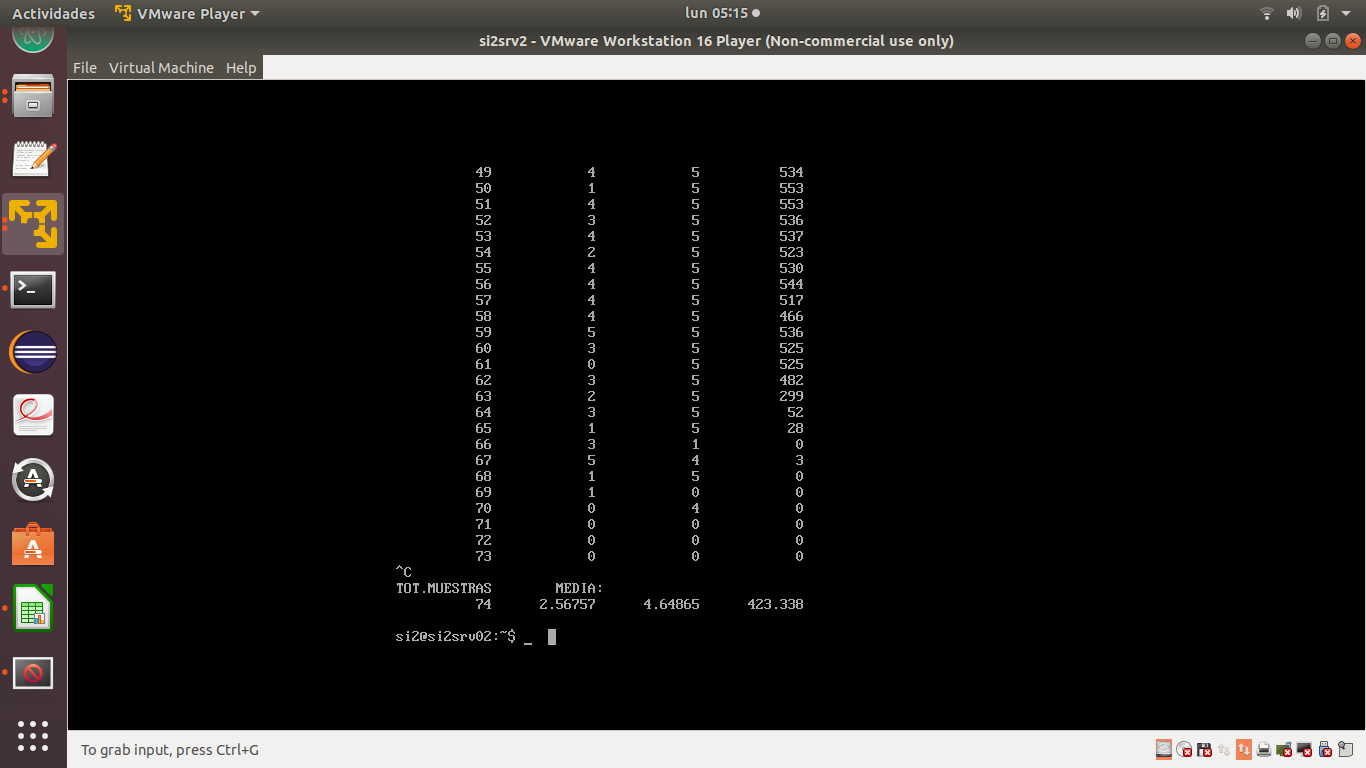 Actividades VMware Player lun 05:15
si2srv2 - VMware Workstation 16 Player (Non-commercial use only)
File Virtual Machine Help
49 4 5 534
50 1 5 553
51 4 5 553
52 3 5 536
53 4 5 537
54 2 5 523
55 4 5 530
56 4 5 544
57 4 5 517
58 4 5 466
59 5 5 536
60 3 5 525
61 0 5 525
62 3 5 482
63 2 5 299
64 3 5 52
65 1 5 28
66 3 1 0
67 5 4 3
68 1 5 0
69 1 0 0
70 0 4 0
71 0 0 0
72 0 0 0
73 0 0 0
^C
TOT.MUESTRAS MEDIA:
74 2.56757 4.64865 423.338
si2@si2srv02:~$ _
To grab input, press Ctrl+G